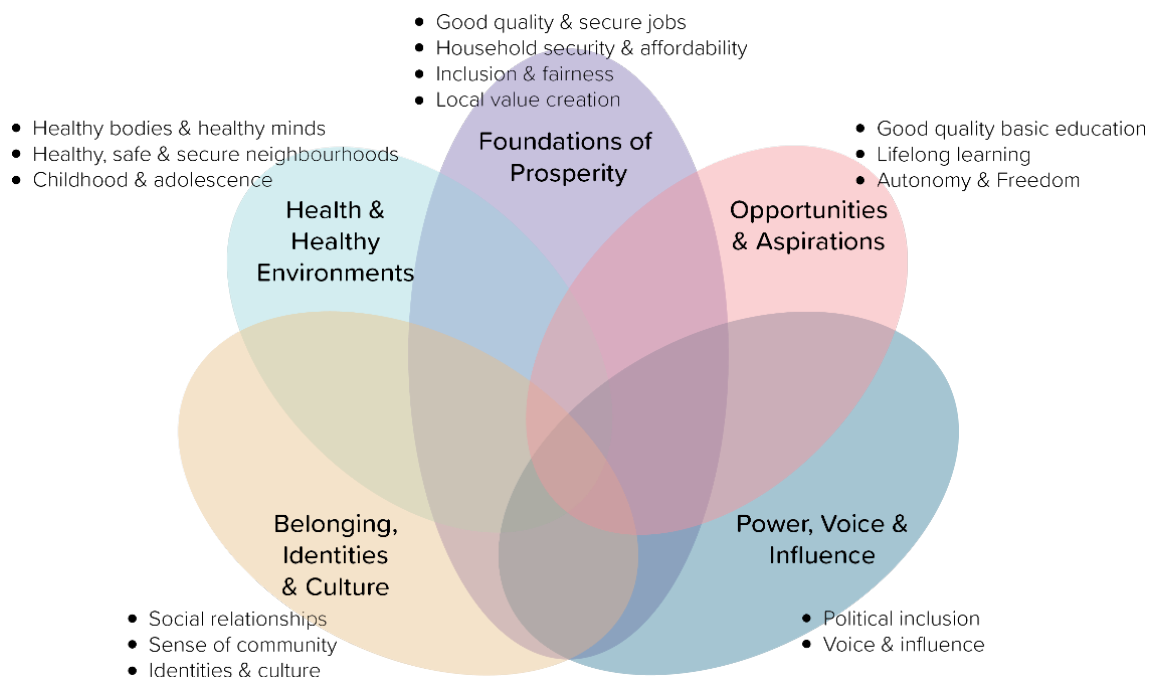 • Good quality & secure jobs
• Household security & affordability
• Inclusion & fairness
• Local value creation
Foundations of
Prosperity
• Healthy bodies & healthy minds
• Healthy, safe & secure neighbourhoods
• Childhood & adolescence
Health &
Healthy
Environments
• Good quality basic education
• Lifelong learning
• Autonomy & Freedom
Opportunities
& Aspirations
Belonging,
Identities
& Culture
• Social relationships
• Sense of community
• Identities & culture
Power, Voice &
Influence
• Political inclusion
• Voice & influence